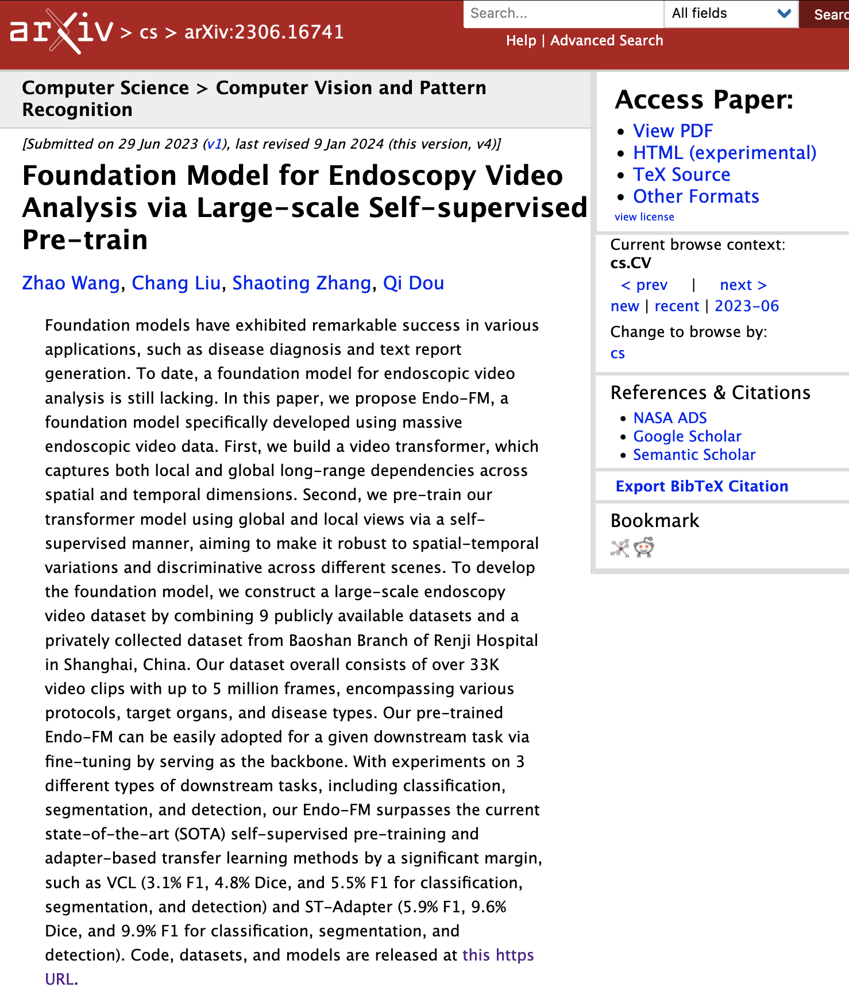 arXiv > cs > arXiv:2306.16741
Search...
All fields
Searc
Help | Advanced Search
Computer Science > Computer Vision and Pattern
Recognition
[Submitted on 29 Jun 2023 (v1), last revised 9 Jan 2024 (this version, v4)]
Foundation Model for Endoscopy Video
Analysis via Large-scale Self-supervised
Pre-train
Zhao Wang, Chang Liu, Shaoting Zhang, Qi Dou
Foundation models have exhibited remarkable success in various
applications, such as disease diagnosis and text report
generation. To date, a foundation model for endoscopic video
analysis is still lacking. In this paper, we propose Endo-FM, a
foundation model specifically developed using massive
endoscopic video data. First, we build a video transformer, which
captures both local and global long-range dependencies across
spatial and temporal dimensions. Second, we pre-train our
transformer model using global and local views via a self-
supervised manner, aiming to make it robust to spatial-temporal
variations and discriminative across different scenes. To develop
the foundation model, we construct a large-scale endoscopy
video dataset by combining 9 publicly available datasets and a
privately collected dataset from Baoshan Branch of Renji Hospital
in Shanghai, China. Our dataset overall consists of over 33K
video clips with up to 5 million frames, encompassing various
protocols, target organs, and disease types. Our pre-trained
Endo-FM can be easily adopted for a given downstream task via
fine-tuning by serving as the backbone. With experiments on 3
different types of downstream tasks, including classification,
segmentation, and detection, our Endo-FM surpasses the current
state-of-the-art (SOTA) self-supervised pre-training and
adapter-based transfer learning methods by a significant margin,
such as VCL (3.1% F1, 4.8% Dice, and 5.5% F1 for classification,
segmentation, and detection) and ST-Adapter (5.9% F1, 9.6%
Dice, and 9.9% F1 for classification, segmentation, and
detection). Code, datasets, and models are released at this https
URL.
Access Paper:
View PDF
HTML (experimental)
TeX Source
Other Formats
view license
Current browse context:
cs.CV
< prev | next >
new | recent | 2023-06
Change to browse by:
cs
References & Citations
NASA ADS
Google Scholar
Semantic Scholar
Export BibTeX Citation
Bookmark